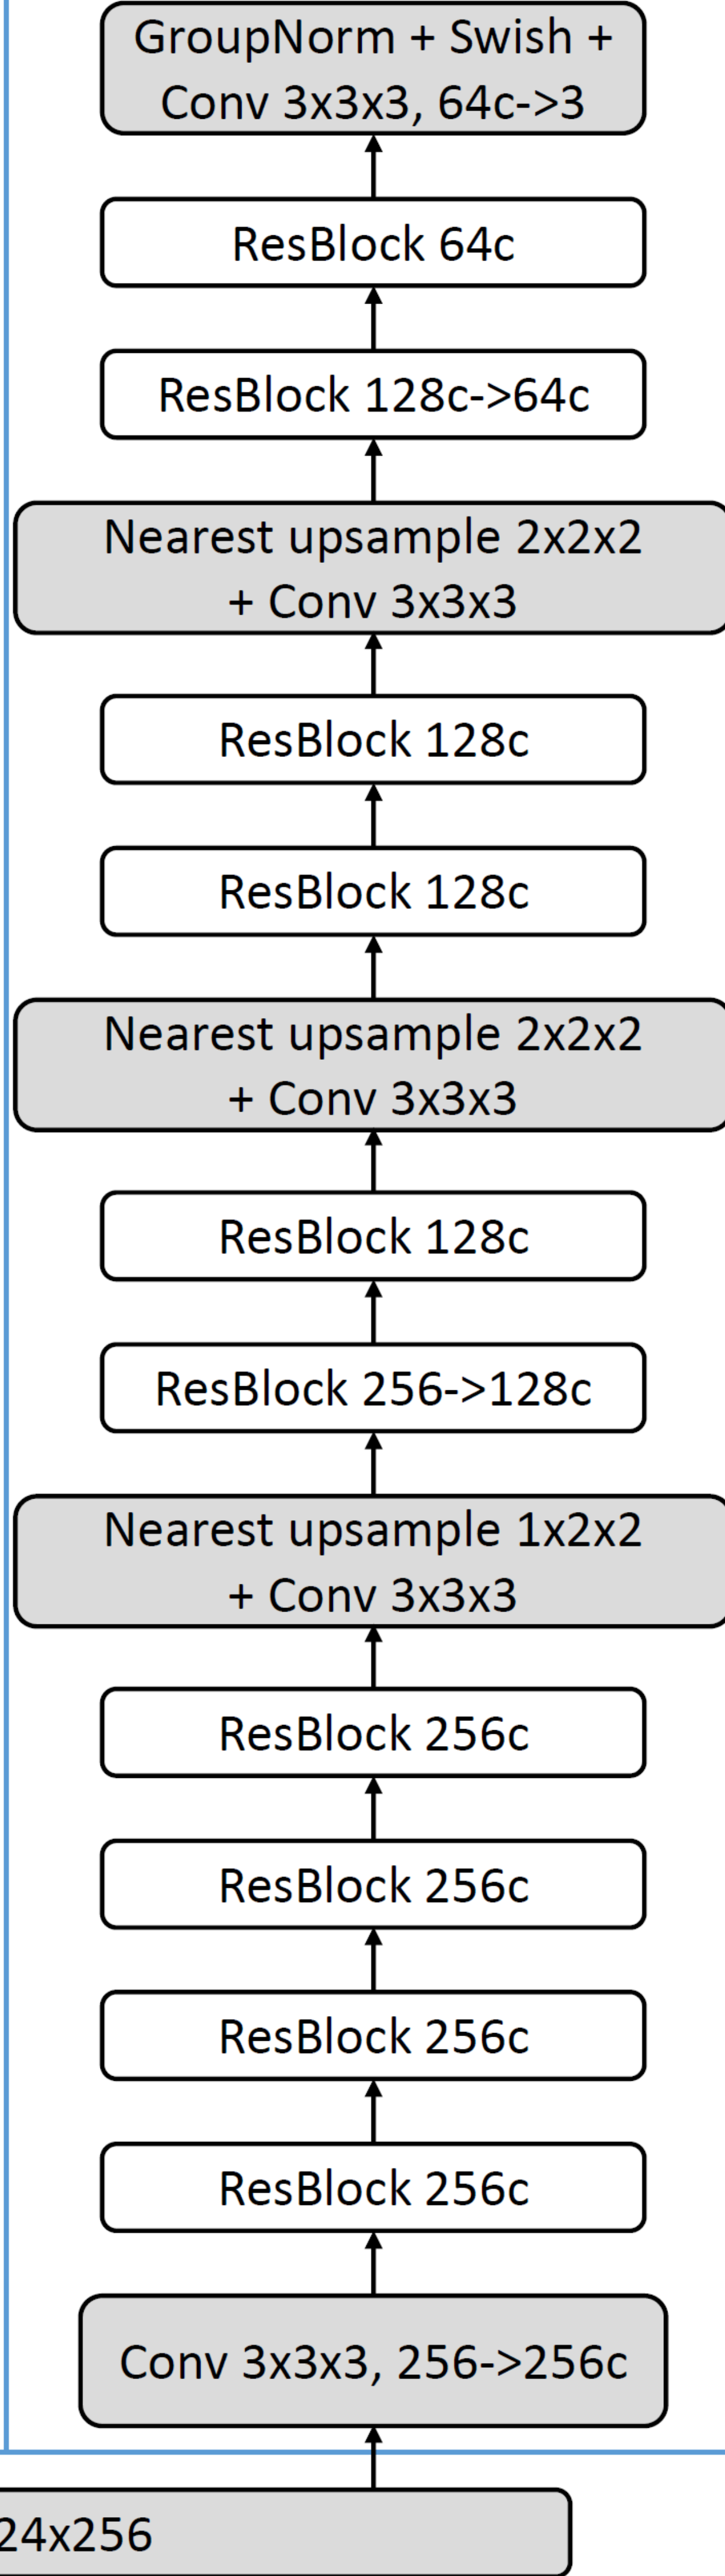 GroupNorm + Swish +
Conv 3x3x3, 64c->3
ResBlock 64c
ResBlock 128c->64c
Nearest upsample 2x2x2
+ Conv 3x3x3
ResBlock 128c
ResBlock 128c
Nearest upsample 2x2x2
+ Conv 3x3x3
ResBlock 128c
ResBlock 256->128c
Nearest upsample 1x2x2
+ Conv 3x3x3
ResBlock 256c
ResBlock 256c
ResBlock 256c
ResBlock 256c
Conv 3x3x3, 256->256c
24x256